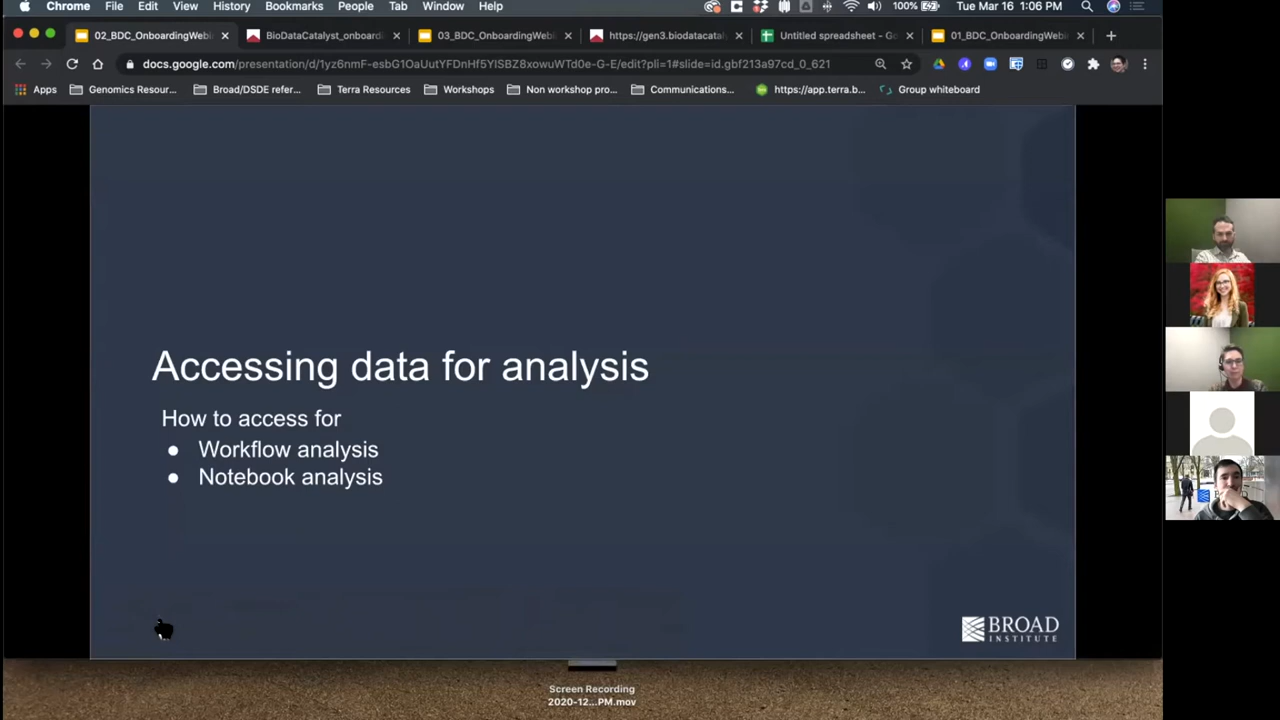 Chrome File Edit View History Bookmarks People Tab Window Help 100% Tue Mar 16 1:06 PM
02_BDC_OnboardingWebi BioDataCatalyst_onboardi 03_BDC_OnboardingWebi https://gen3.biodatacatal Untitled spreadsheet - Go 01_BDC_OnboardingWebi
docs.google.com/presentation/d/1yz6nmF-esbG1OaUutYFDnHf5YlSBZ8xowuWTd0e-G-E/edit?pli=1#slide=id.gbf213a97cd_0_621
Apps Genomics Resour... Broad/DSDE refer... Terra Resources Workshops Non workshop pro... Communications... https://app.terra.b... Group whiteboard
Accessing data for analysis
How to access for
● Workflow analysis
● Notebook analysis
BROAD
INSTITUTE
Screen Recording
2020-12...PM.mov